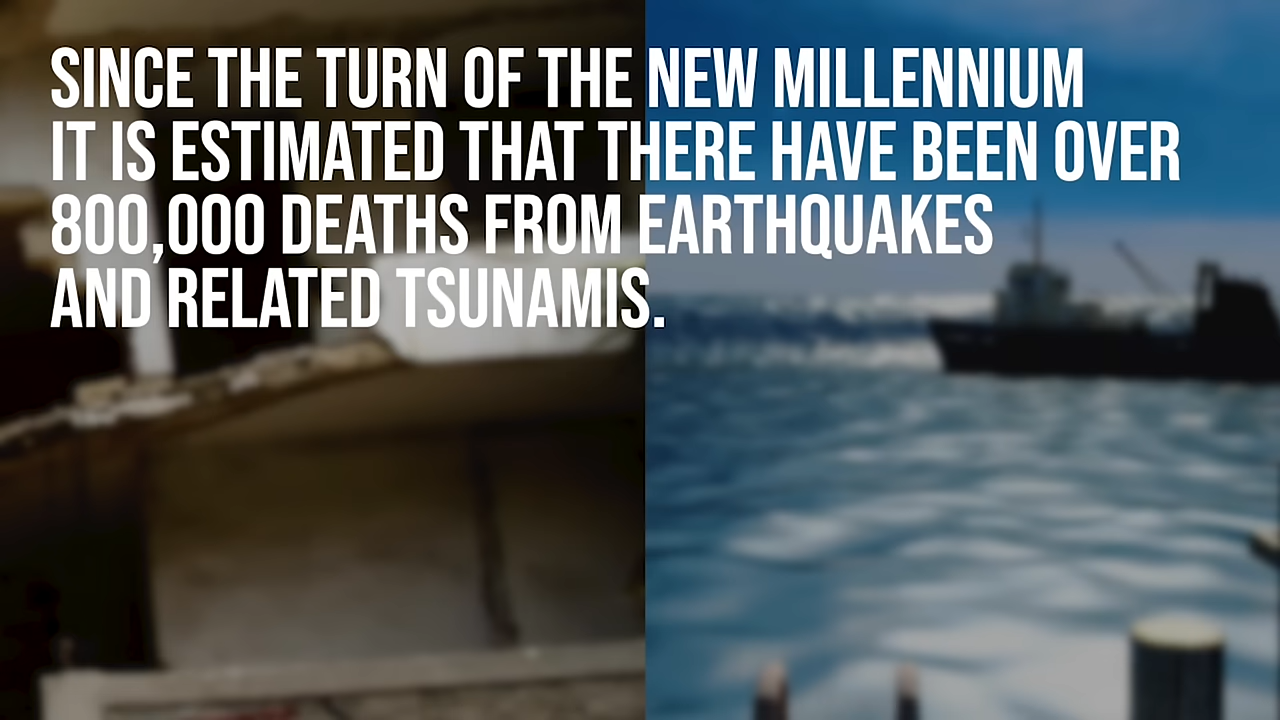 SINCE THE TURN OF THE NEW MILLENNIUM
IT IS ESTIMATED THAT THERE HAVE BEEN OVER
800,000 DEATHS FROM EARTHQUAKES
AND RELATED TSUNAMIS.